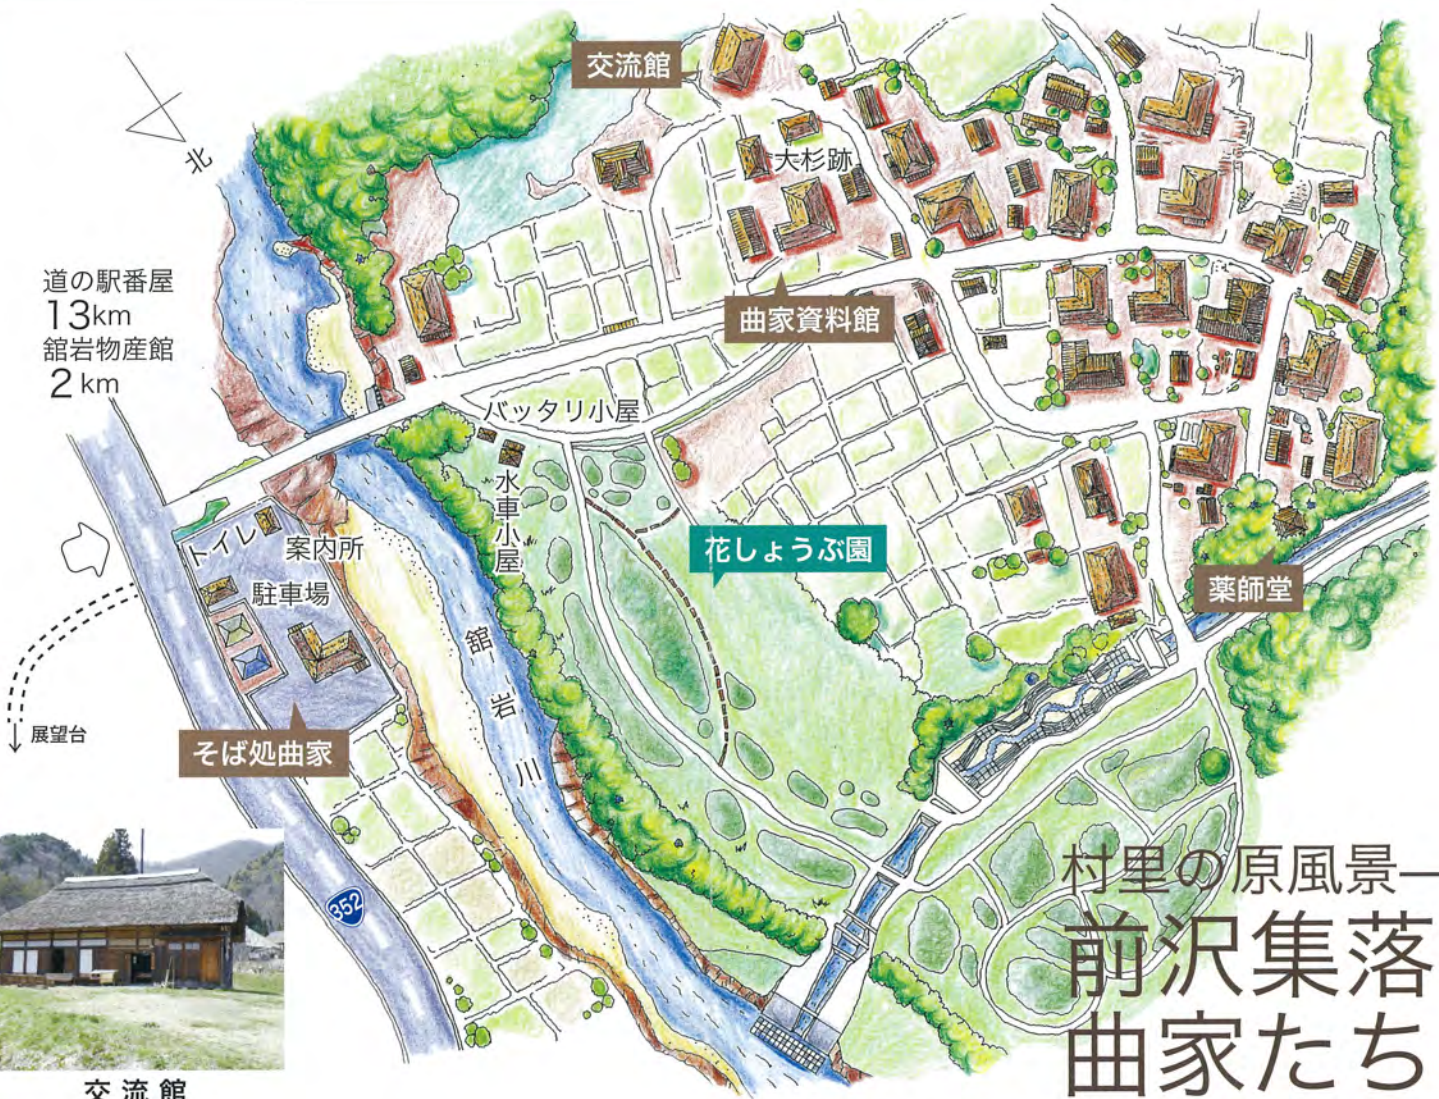 交流館
北
大杉跡
道の駅番屋
13km
舘岩物産館
2km
曲家資料館
バッタリ小屋
水車小屋
トイレ
案内所
駐車場
花しょうぶ園
薬師堂
舘岩川
展望台
そば処曲家
352
村里の原風景―
前沢集落
曲家たち
交流館